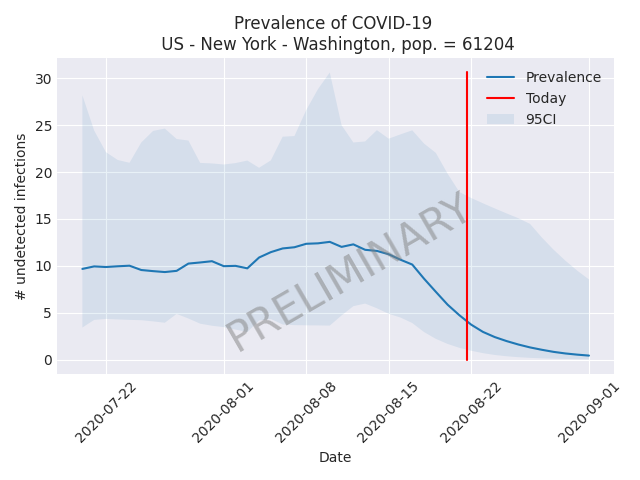 Prevalence of COVID-19
US - New York - Washington, pop. = 61204
# undetected infections
30
25
20
15
10
5
0
Prevalence
Today
95CI
PRELIMINARY
2020-07-22
2020-08-01
2020-08-08
2020-08-15
2020-08-22
2020-09-01
Date